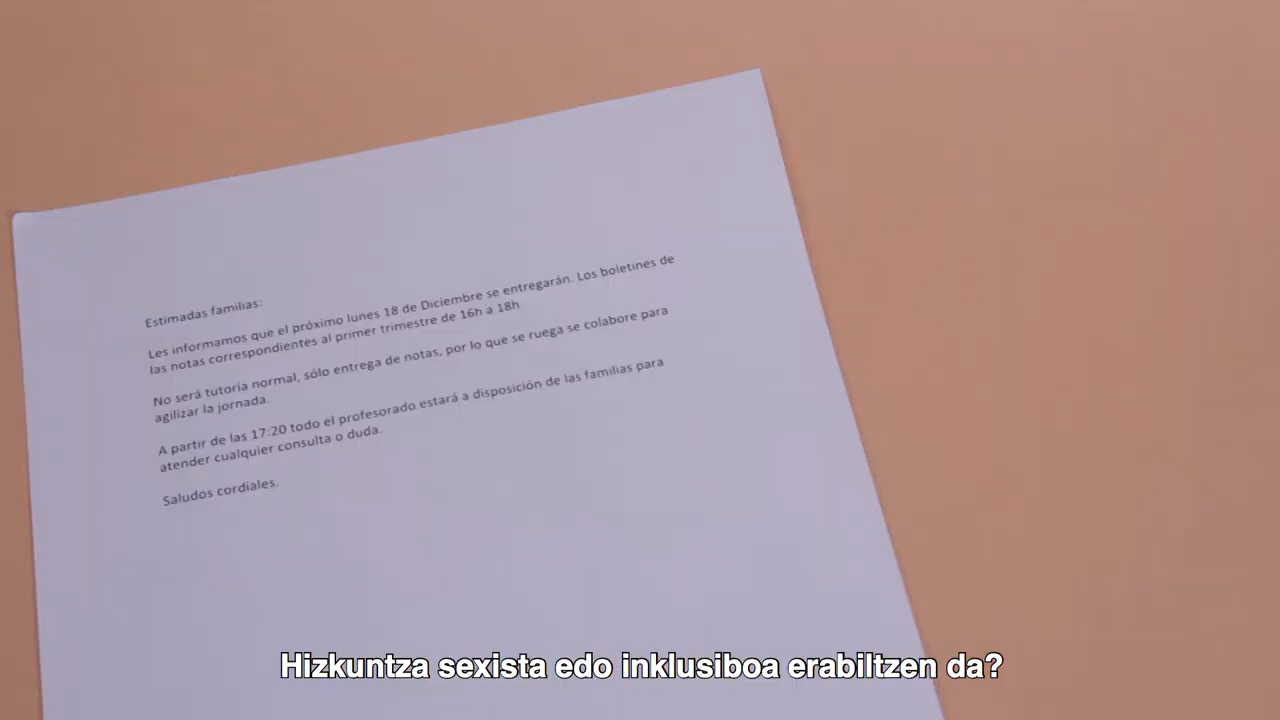 Estimadas familias:
Les informamos que el próximo lunes 18 de Diciembre se entregarán. Los boletines de
las notas correspondientes al primer trimestre de 16h a 18h
No será tutoría normal, sólo entrega de notas, por lo que se ruega se colabore para
agilizar la jornada.
A partir de las 17:20 todo el profesorado estará a disposición de las familias para
atender cualquier consulta o duda.
Saludos cordiales.
Hizkuntza sexista edo inklusiboa erabiltzen da?